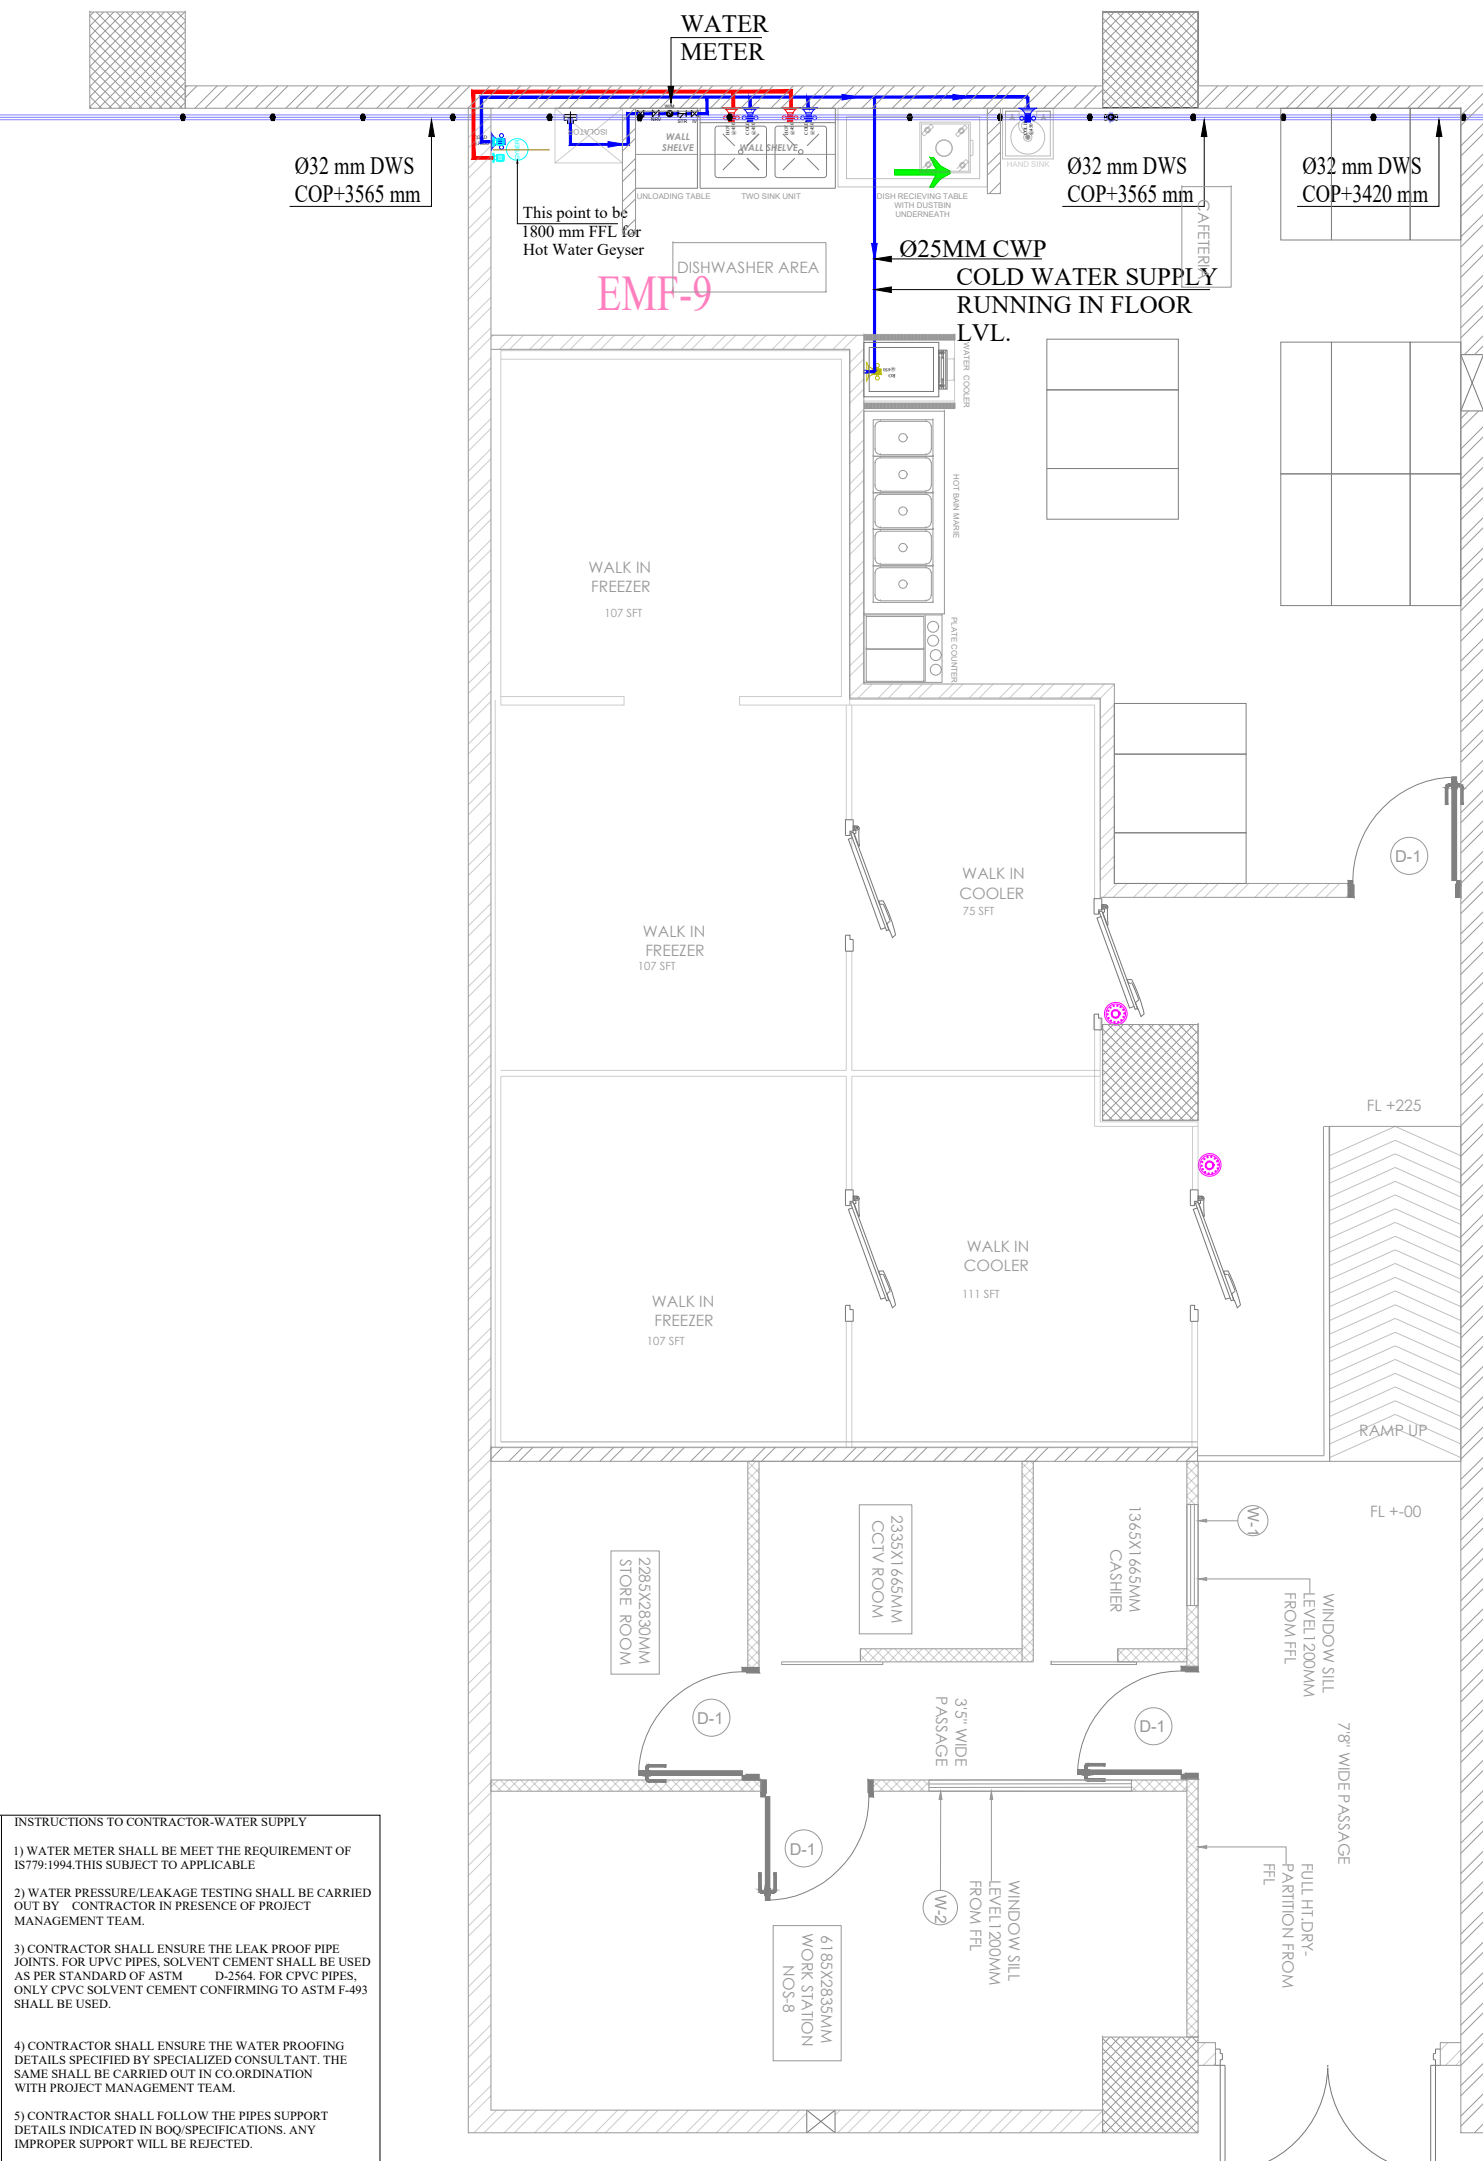 WATER
METER
Ø32 mm DWS
COP+3565 mm
ISOLATOR
WALL
SHELVE
WALL SHELVE
HAND SINK
Ø32 mm DWS
COP+3565 mm
Ø32 mm DWS
COP+3420 mm
UNLOADING TABLE
TWO SINK UNIT
DISH RECIEVING TABLE
WITH DUSTBIN
UNDERNEATH
CAFETERIA
This point to be
1800 mm FFL for
Hot Water Geyser
DISHWASHER AREA
EMF-9
Ø25MM CWP
COLD WATER SUPPLY
RUNNING IN FLOOR
LVL.
WATER COOLER
HOT BAIN MARIE
PLATE COUNTER
WALK IN
FREEZER
107 SFT
D-1
WALK IN
COOLER
75 SFT
WALK IN
FREEZER
107 SFT
FL +225
WALK IN
COOLER
111 SFT
WALK IN
FREEZER
107 SFT
RAMP UP
FL +-00
2285X2830MM
STORE ROOM
2335X1665MM
CCTV ROOM
1365X1665MM
CASHIER
W-1
WINDOW SILL
LEVEL1200MM
FROM FFL
D-1
3'5" WIDE
PASSAGE
D-1
7'8" WIDE PASSAGE
D-1
W-2
WINDOW SILL
LEVEL1200MM
FROM FFL
FULL HT.DRY-
PARTITION FROM
FFL
6185X2835MM
WORK STATION
NOS-8
INSTRUCTIONS TO CONTRACTOR-WATER SUPPLY
1) WATER METER SHALL BE MEET THE REQUIREMENT OF
IS779:1994.THIS SUBJECT TO APPLICABLE
2) WATER PRESSURE/LEAKAGE TESTING SHALL BE CARRIED
OUT BY CONTRACTOR IN PRESENCE OF PROJECT
MANAGEMENT TEAM.
3) CONTRACTOR SHALL ENSURE THE LEAK PROOF PIPE
JOINTS. FOR UPVC PIPES, SOLVENT CEMENT SHALL BE USED
AS PER STANDARD OF ASTM D-2564. FOR CPVC PIPES,
ONLY CPVC SOLVENT CEMENT CONFIRMING TO ASTM F-493
SHALL BE USED.
4) CONTRACTOR SHALL ENSURE THE WATER PROOFING
DETAILS SPECIFIED BY SPECIALIZED CONSULTANT. THE
SAME SHALL BE CARRIED OUT IN CO.ORDINATION
WITH PROJECT MANAGEMENT TEAM.
5) CONTRACTOR SHALL FOLLOW THE PIPES SUPPORT
DETAILS INDICATED IN BOQ/SPECIFICATIONS. ANY
IMPROPER SUPPORT WILL BE REJECTED.